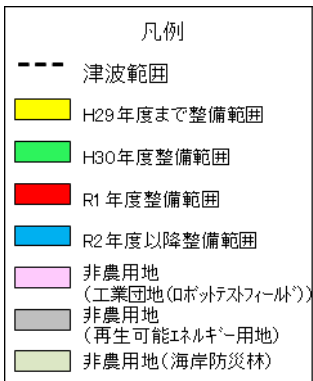 凡例
津波範囲
H29年度まで整備範囲
H30年度整備範囲
R1年度整備範囲
R2年度以降整備範囲
非農用地
(工業団地(ロボットテストフィールド))
非農用地
(再生可能エネルギー用地)
非農用地(海岸防災林)